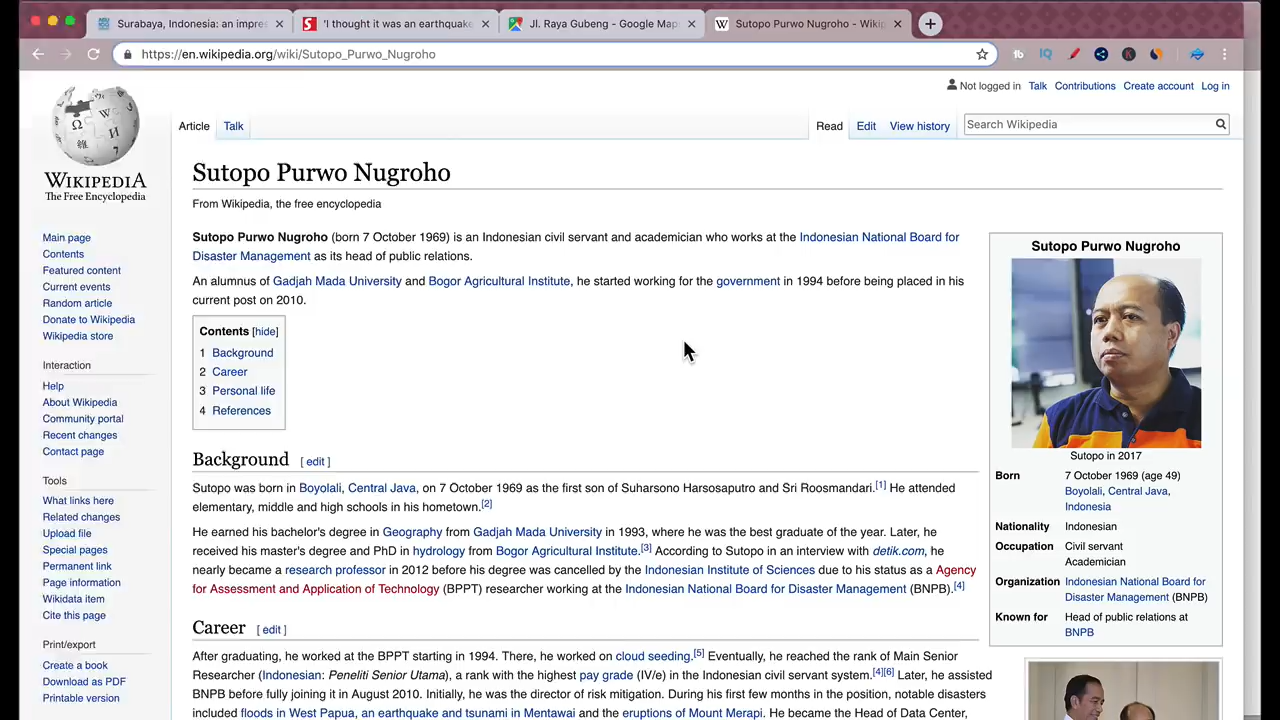 Surabaya, Indonesia: an impre
'I thought it was an earthquake
Jl. Raya Gubeng - Google Map
Sutopo Purwo Nugroho - Wikip
https://en.wikipedia.org/wiki/Sutopo_Purwo_Nugroho
Not logged in Talk Contributions Create account Log in
Article Talk Read Edit View history Search Wikipedia
WIKIPEDIA
The Free Encyclopedia
Main page
Contents
Featured content
Current events
Random article
Donate to Wikipedia
Wikipedia store
Interaction
Help
About Wikipedia
Community portal
Recent changes
Contact page
Tools
What links here
Related changes
Upload file
Special pages
Permanent link
Page information
Wikidata item
Cite this page
Print/export
Create a book
Download as PDF
Printable version
Sutopo Purwo Nugroho
From Wikipedia, the free encyclopedia
Sutopo Purwo Nugroho (born 7 October 1969) is an Indonesian civil servant and academician who works at the Indonesian National Board for
Disaster Management as its head of public relations.
An alumnus of Gadjah Mada University and Bogor Agricultural Institute, he started working for the government in 1994 before being placed in his
current post on 2010.
Contents [hide]
1 Background
2 Career
3 Personal life
4 References
Background [ edit ]
Sutopo was born in Boyolali, Central Java, on 7 October 1969 as the first son of Suharsono Harsosaputro and Sri Roosmandari.[1] He attended
elementary, middle and high schools in his hometown.[2]
He earned his bachelor's degree in Geography from Gadjah Mada University in 1993, where he was the best graduate of the year. Later, he
received his master's degree and PhD in hydrology from Bogor Agricultural Institute.[3] According to Sutopo in an interview with detik.com, he
nearly became a research professor in 2012 before his degree was cancelled by the Indonesian Institute of Sciences due to his status as a Agency
for Assessment and Application of Technology (BPPT) researcher working at the Indonesian National Board for Disaster Management (BNPB).[4]
Career [ edit ]
After graduating, he worked at the BPPT starting in 1994. There, he worked on cloud seeding.[5] Eventually, he reached the rank of Main Senior
Researcher (Indonesian: Peneliti Senior Utama), a rank with the highest pay grade (IV/e) in the Indonesian civil servant system.[4][6] Later, he assisted
BNPB before fully joining it in August 2010. Initially, he was the director of risk mitigation. During his first few months in the position, notable disasters
included floods in West Papua, an earthquake and tsunami in Mentawai and the eruptions of Mount Merapi. He became the Head of Data Center,
Sutopo Purwo Nugroho
Sutopo in 2017
Born 7 October 1969 (age 49)
Boyolali, Central Java,
Indonesia
Nationality Indonesian
Occupation Civil servant
Academician
Organization Indonesian National Board for
Disaster Management (BNPB)
Known for Head of public relations at
BNPB